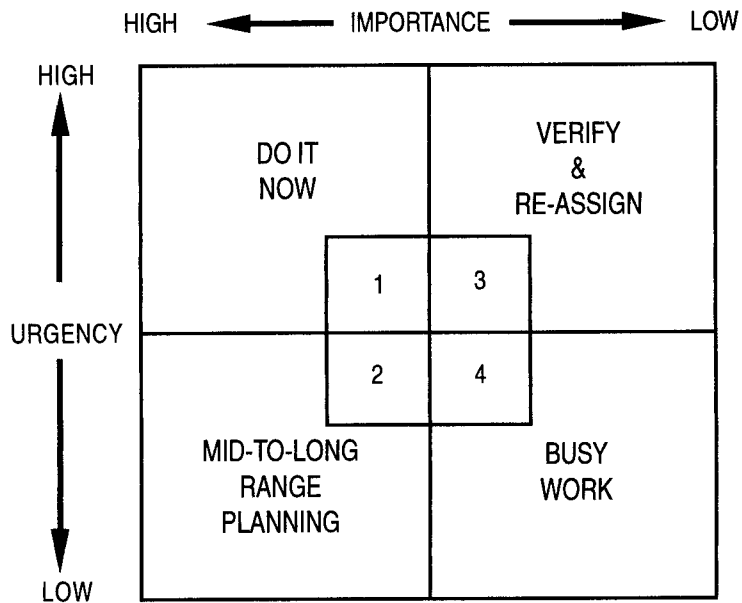 HIGH IMPORTANCE LOW
HIGH
DO IT
NOW
VERIFY
&
RE-ASSIGN
1
3
URGENCY
2
4
MID-TO-LONG
RANGE
PLANNING
BUSY
WORK
LOW